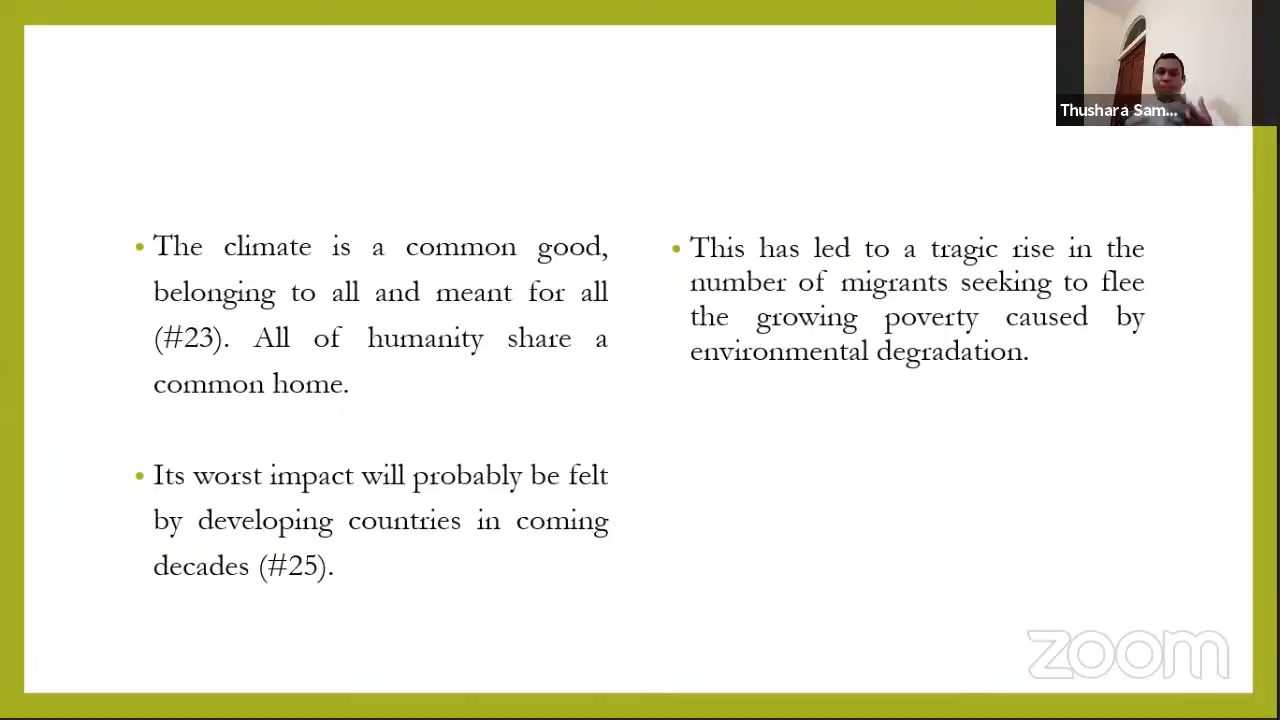 Thushara Sam...
• The climate is a common good,
belonging to all and meant for all
(#23). All of humanity share a
common home.
• Its worst impact will probably be felt
by developing countries in coming
decades (#25).
• This has led to a tragic rise in the
number of migrants seeking to flee
the growing poverty caused by
environmental degradation.
zoom